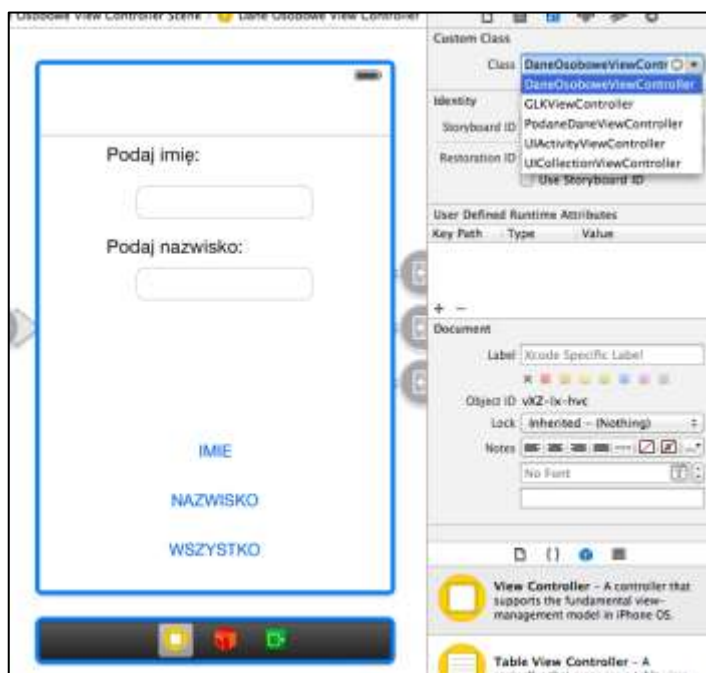 Osobowe View Controller Scene Dane Osobowe View Controller
Podaj imię:
Podaj nazwisko:
IMIE
NAZWISKO
WSZYSTKO
Custom Class
Class DaneOsoboweViewContr
DaneOsoboweViewController
GLKViewController
PodaneDaneViewController
UIActivityViewController
UICollectionViewController
Identity
Storyboard ID
Restoration ID
Use Storyboard ID
User Defined Runtime Attributes
Key Path Type Value
+ −
Document
Label Xcode Specific Label
Object ID vXZ-lx-hvc
Lock Inherited - (Nothing)
Notes
No Font
View Controller - A controller that
supports the fundamental view-
management model in iPhone OS.
Table View Controller - A